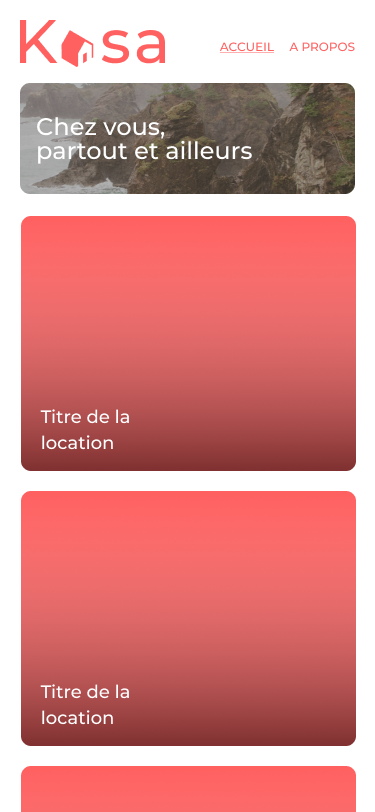 Kasa
ACCUEIL A PROPOS
Chez vous,
partout et ailleurs
Titre de la
location
Titre de la
location